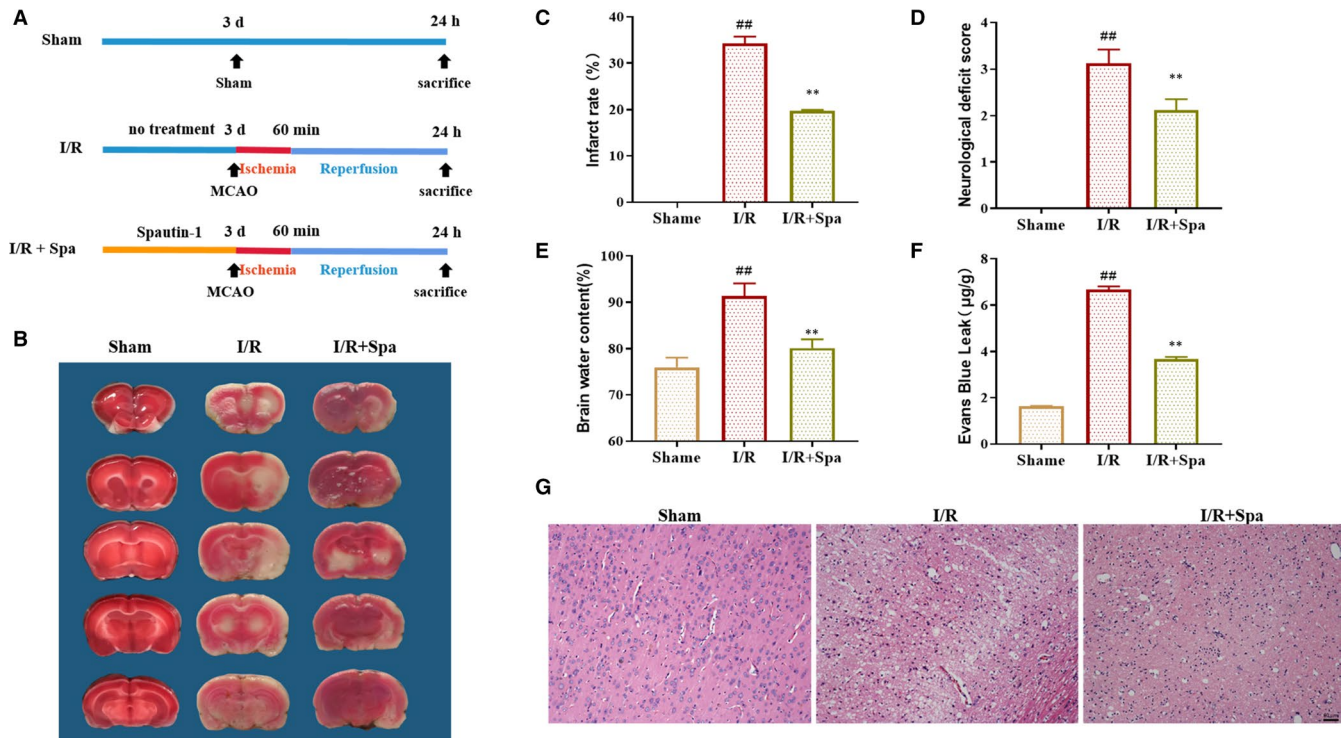 A
3 d
24 h
Sham
Sham
sacrifice
no treatment
3 d
60 min
24 h
I/R
Ischemia
Reperfusion
MCAO
sacrifice
Spautin-1
3 d
60 min
24 h
I/R + Spa
Ischemia
Reperfusion
MCAO
sacrifice
B
Sham
I/R
I/R+Spa
C
Infarct rate (%)
40
30
20
10
0
##
**
Shame
I/R
I/R+Spa
D
Neurological deficit score
4
3
2
1
0
##
**
Shame
I/R
I/R+Spa
E
Brain water content(%)
100
90
80
70
60
##
**
Shame
I/R
I/R+Spa
F
Evans Blue Leak( μg/g)
8
6
4
2
0
##
**
Shame
I/R
I/R+Spa
G
Sham
I/R
I/R+Spa